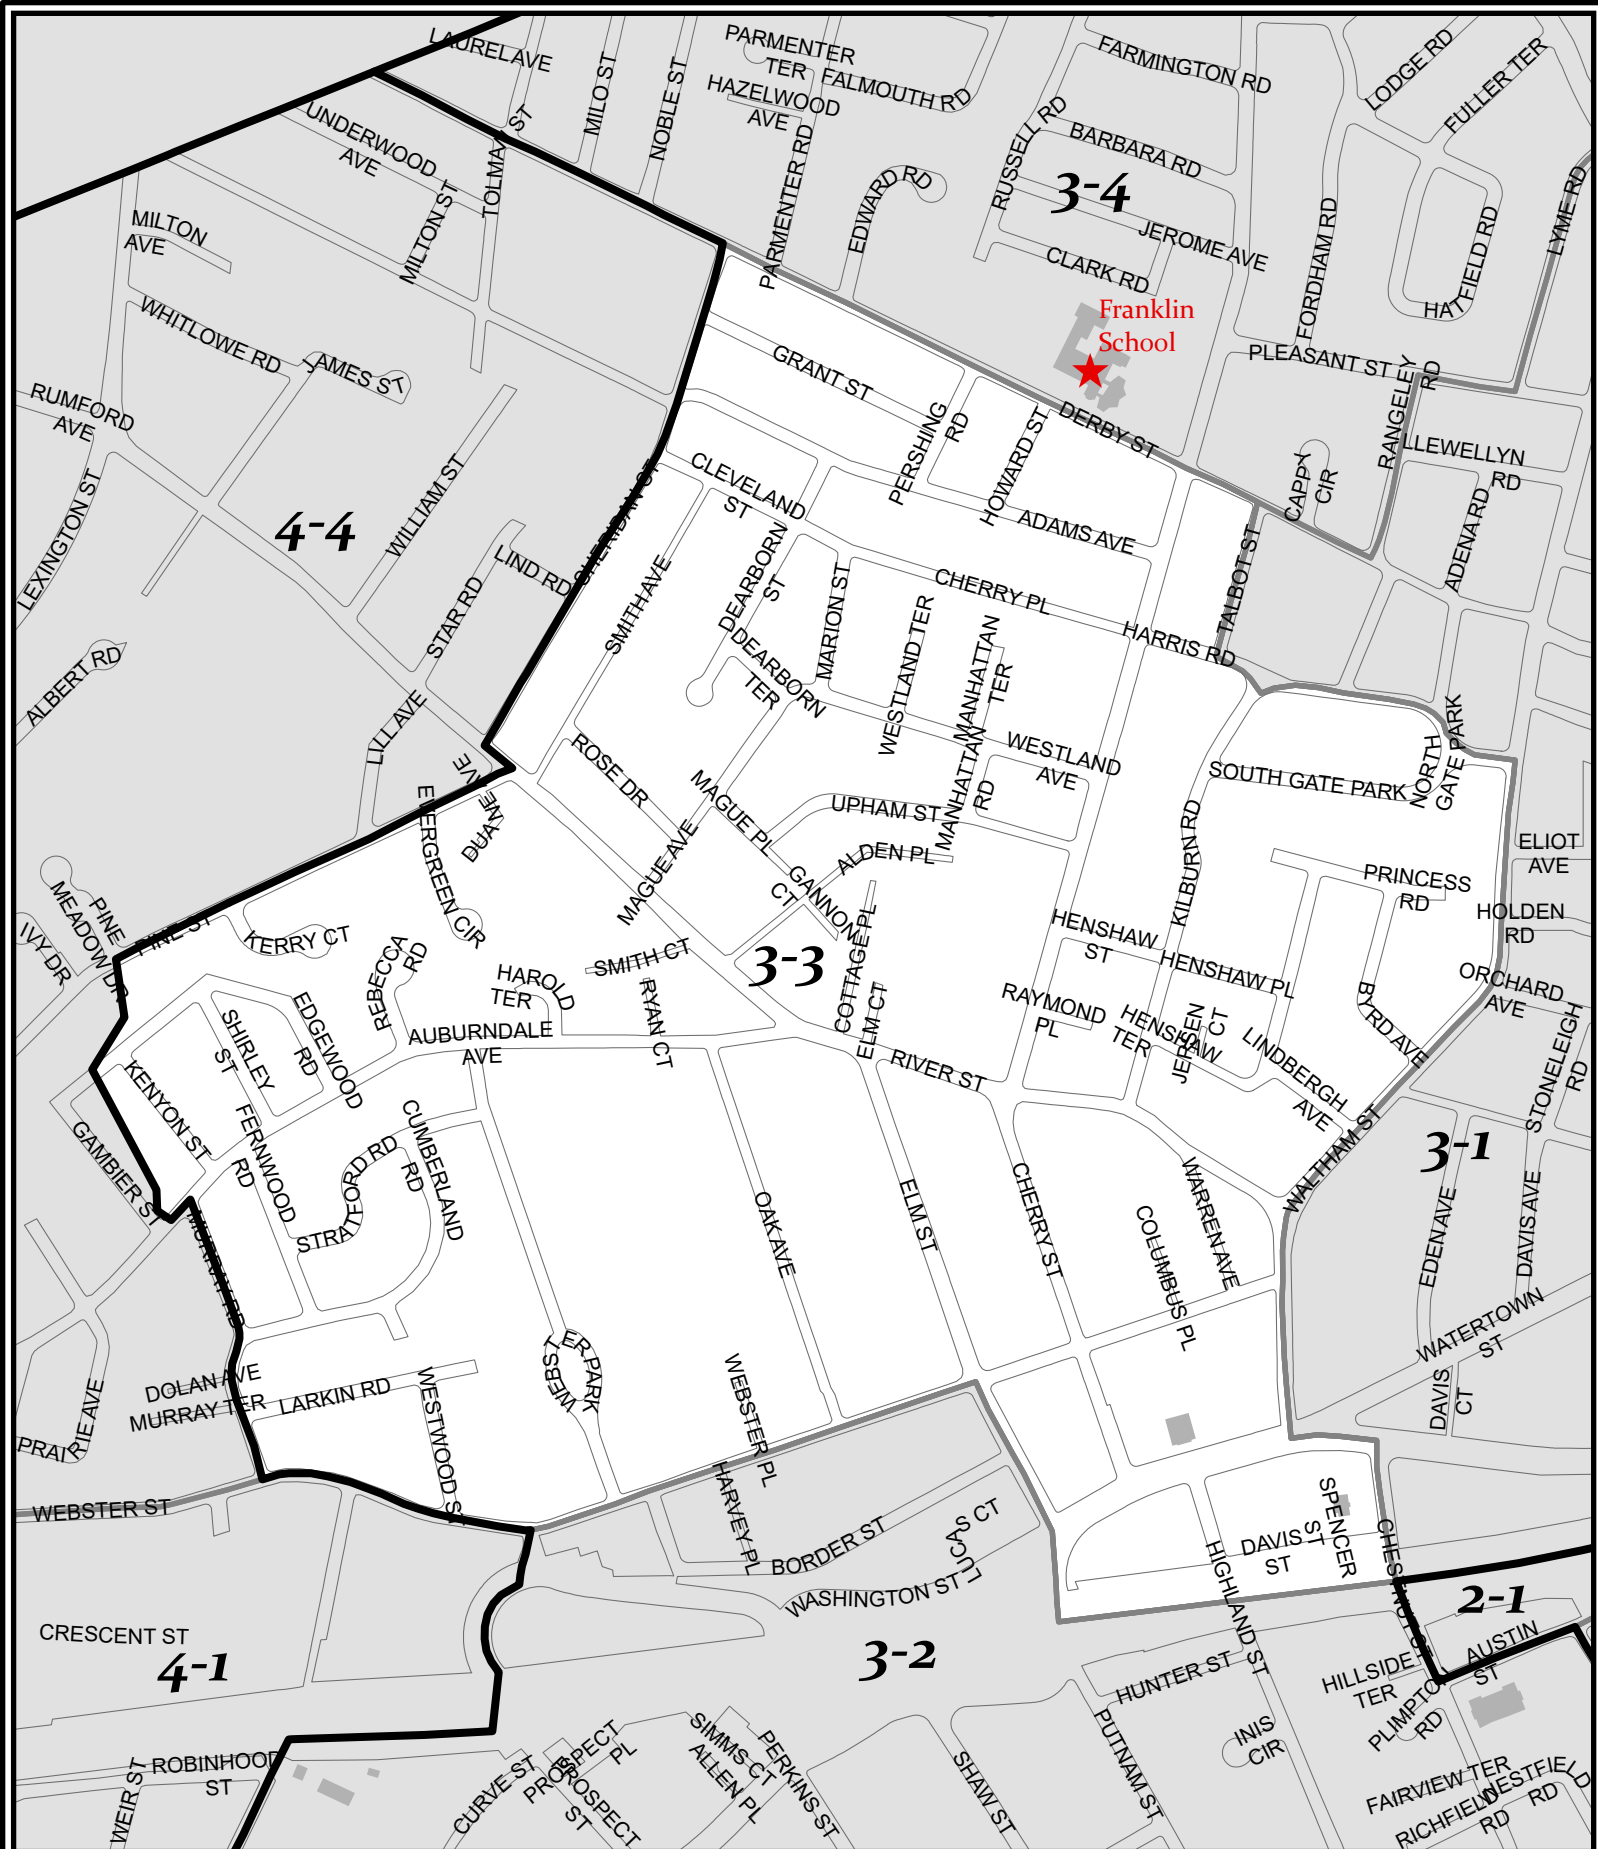 LAUREL AVE
MILO ST
NOBLE ST
PARMENTER
TER
FALMOUTH RD
HAZELWOOD
AVE
FARMINGTON RD
LODGE RD
FULLER TER
UNDERWOOD
AVE
TOLMAN ST
MILTON ST
PARMENTER RD
EDWARD RD
RUSSELL RD
BARBARA RD
3-4
JEROME AVE
CLARK RD
FORDHAM RD
HATFIELD RD
LYME RD
MILTON
AVE
WHITLOWE RD
JAMES ST
RUMFORD
AVE
Franklin
School
PLEASANT ST
RANGELEY
RD
GRANT ST
PERSHING
RD
HOWARD ST
DERBY ST
LLEWELLYN
RD
CAPPY
CIR
ADENA RD
LEXINGTON ST
4-4
WILLIAM ST
LIND RD
SHERIDAN ST
CLEVELAND
ST
ADAMS AVE
TALBOT ST
STAR RD
SMITH AVE
DEARBORN
ST
MARION ST
CHERRY PL
HARRIS RD
ALBERT RD
LILL AVE
DDEARBORN
TER
WESTLAND TER
MANHATTAN
TER
WESTLAND
AVE
MANHATTAN
RD
ROSE DR
MAGUE PL
UPHAM ST
SOUTH GATE PARK
NORTH
GATE PARK
EVERGREEN CIR
DUANE AVE
MAGUE AVE
ALDEN PL
GANNON
CT
KILBURN RD
PRINCESS
RD
ELIOT
AVE
PINE
MEADOW DR
IVY DR
PINE ST
KERRY CT
REBECCA
RD
HAROLD
TER
SMITH CT
RYAN CT
3-3
COTTAGE PL
ELM CT
HENSHAW
ST
HENSHAW PL
HOLDEN
RD
ORCHARD
AVE
BYRD AVE
RAYMOND
PL
HENSHAW
TER
JERSEN
CT
LINDBERGH
AVE
STONELEIGH
RD
SHIRLEY
ST
EDGEWOOD
RD
AUBURNDALE
AVE
RIVER ST
KENYON ST
GAMBIER ST
FERNWOOD
RD
CUMBERLAND
RD
STRATFORD RD
WALTHAM ST
3-1
MURRAY RD
OAK AVE
ELM ST
CHERRY ST
COLUMBUS PL
WARREN AVE
EDEN AVE
DAVIS AVE
WATERTOWN
ST
DAVIS
CT
DOLAN AVE
MURRAY TER
LARKIN RD
WESTWOOD ST
WEBSTER PARK
WEBSTER PL
PRAIRIE AVE
WEBSTER ST
HARVEY PL
BORDER ST
LUCAS CT
WASHINGTON ST
HIGHLAND ST
DAVIS
ST
SPENCER
ST
CHESTNUT ST
2-1
CRESCENT ST
4-1
3-2
HUNTER ST
HILLSIDE
TER
AUSTIN
ST
PLIMPTON
RD
ROBINHOOD
ST
WEIR ST
CURVE ST
PROSPECT
PL
PROSPECT
ST
SIMMS CT
ALLEN PL
PERKINS ST
SHAW ST
PUTNAM ST
INIS
CIR
FAIRVIEW TER
WESTFIELD
RD
RICHFIELD
RD